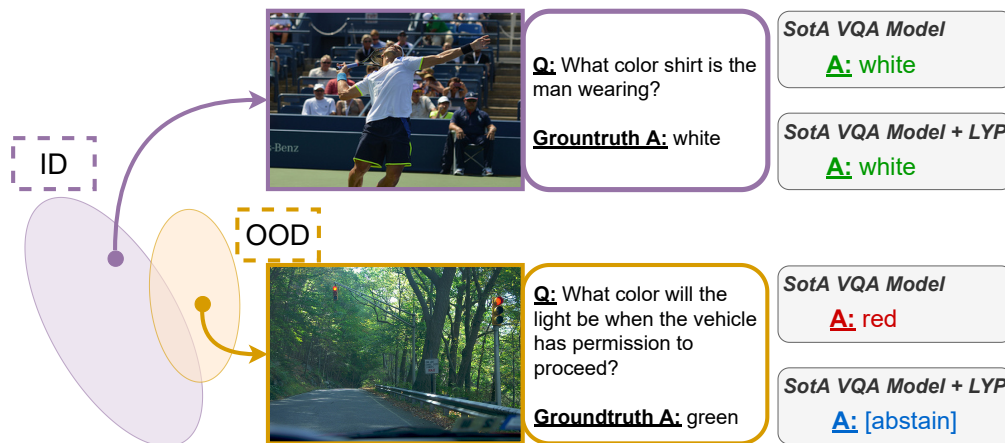 Q: What color shirt is the
man wearing?
Grountruth A: white
SotA VQA Model
A: white
SotA VQA Model + LYP
A: white
ID
OOD
s-Benz
Q: What color will the
light be when the vehicle
has permission to
proceed?
Groundtruth A: green
SotA VQA Model
A: red
SotA VQA Model + LYP
A: [abstain]